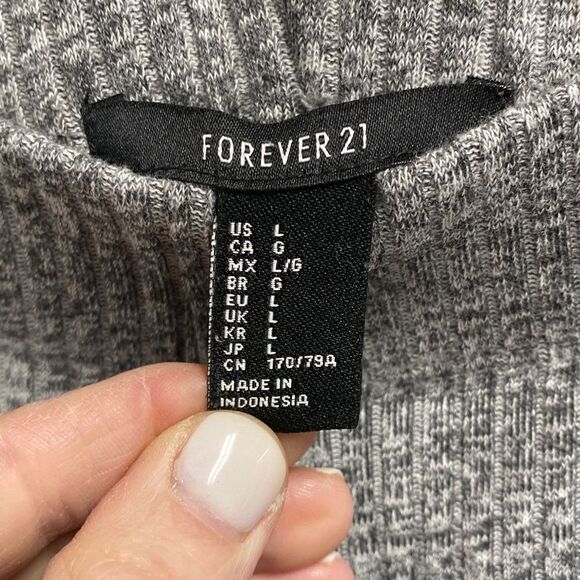 FOREVER 21
US L
CA G
MX L/G
BR G
EU L
UK L
KR L
JP L
CN 170/79A
MADE IN
INDONESIA